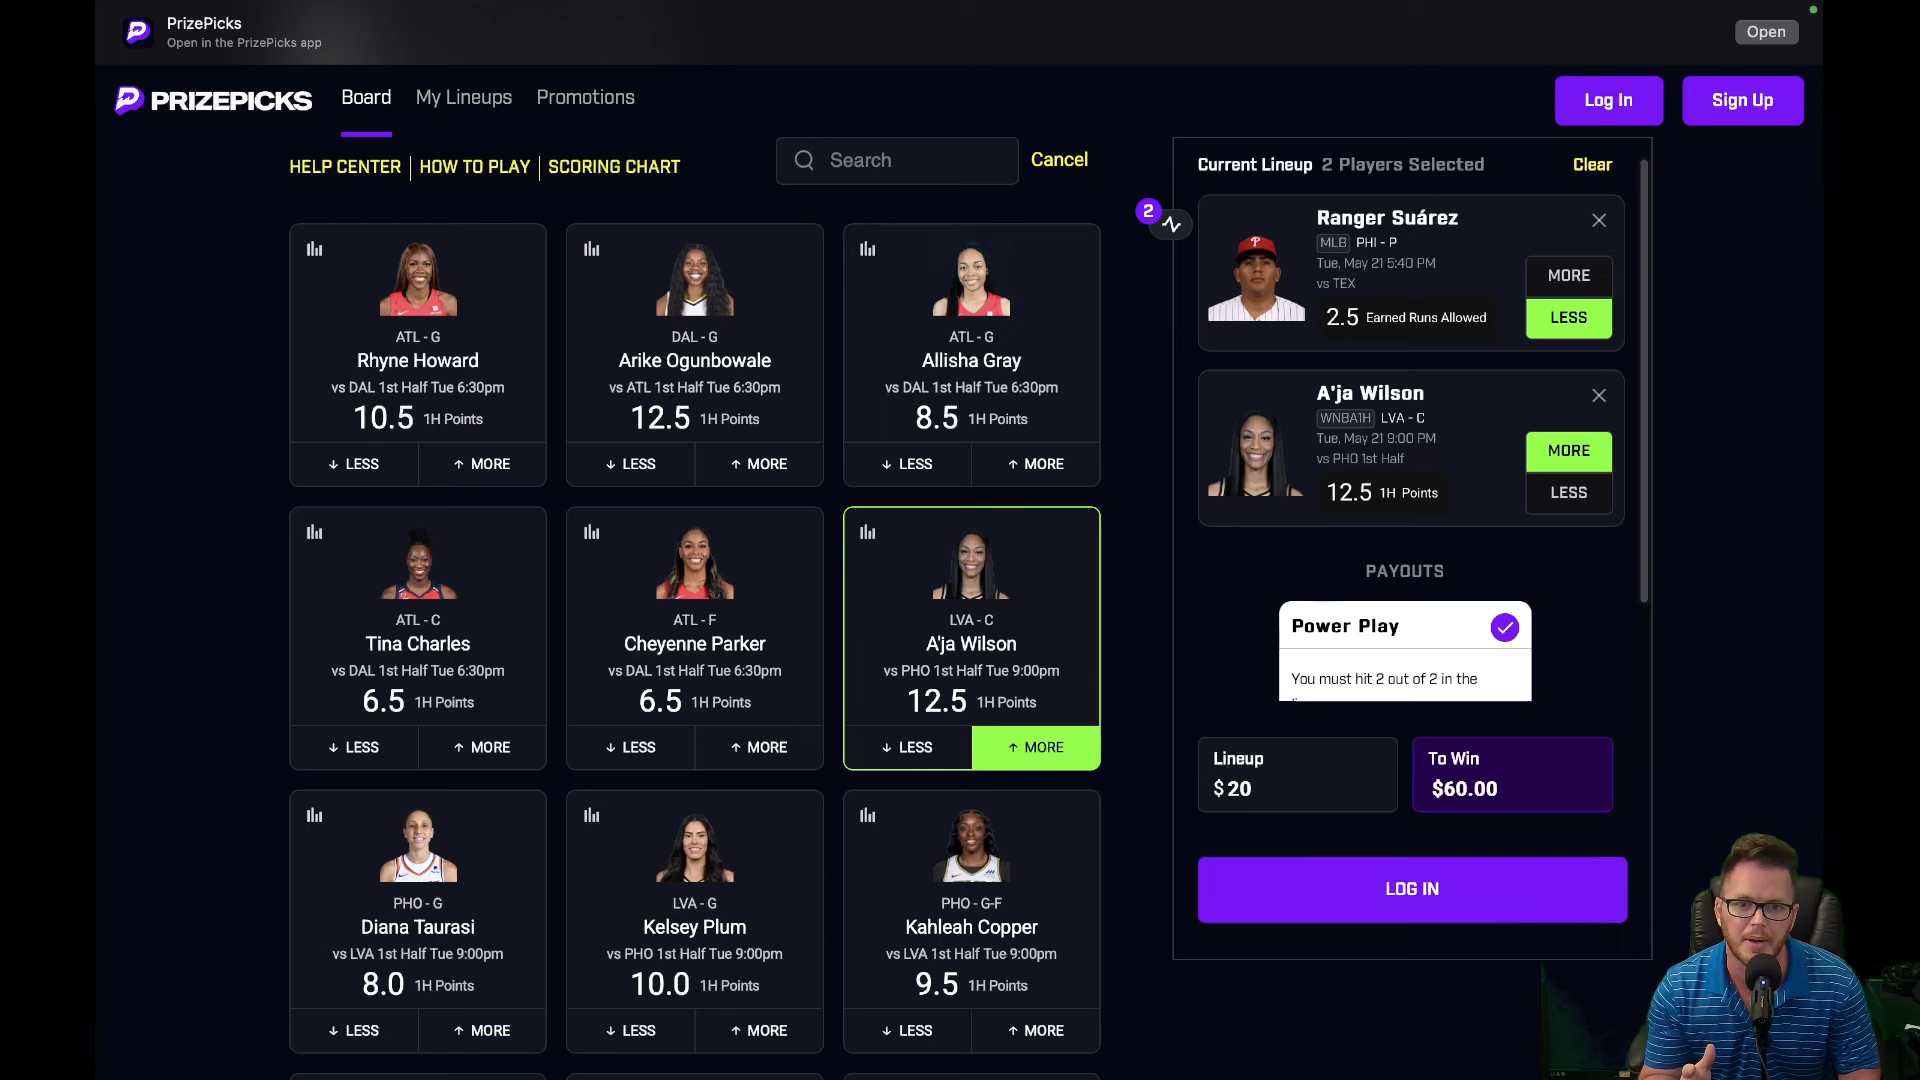 PrizePicks
Open in the PrizePicks app
Open
PRIZEPICKS
Board
My Lineups
Promotions
Log In
Sign Up
HELP CENTER
HOW TO PLAY
SCORING CHART
Search
Cancel
ATL - G
Rhyne Howard
vs DAL 1st Half Tue 6:30pm
10.5 1H Points
LESS
MORE
DAL - G
Arike Ogunbowale
vs ATL 1st Half Tue 6:30pm
12.5 1H Points
LESS
MORE
ATL - G
Allisha Gray
vs DAL 1st Half Tue 6:30pm
8.5 1H Points
LESS
MORE
ATL - C
Tina Charles
vs DAL 1st Half Tue 6:30pm
6.5 1H Points
LESS
MORE
ATL - F
Cheyenne Parker
vs DAL 1st Half Tue 6:30pm
6.5 1H Points
LESS
MORE
LVA - C
A'ja Wilson
vs PHO 1st Half Tue 9:00pm
12.5 1H Points
LESS
MORE
PHO - G
Diana Taurasi
vs LVA 1st Half Tue 9:00pm
8.0 1H Points
LESS
MORE
LVA - G
Kelsey Plum
vs PHO 1st Half Tue 9:00pm
10.0 1H Points
LESS
MORE
PHO - G-F
Kahleah Copper
vs LVA 1st Half Tue 9:00pm
9.5 1H Points
LESS
MORE
Current Lineup 2 Players Selected
Clear
2
Ranger Suárez
MLB PHI - P
Tue, May 21 5:40 PM
vs TEX
2.5 Earned Runs Allowed
MORE
LESS
A'ja Wilson
WNBA1H LVA - C
Tue, May 21 9:00 PM
vs PHO 1st Half
12.5 1H Points
MORE
LESS
PAYOUTS
Power Play
You must hit 2 out of 2 in the
Lineup
$ 20
To Win
$60.00
LOG IN